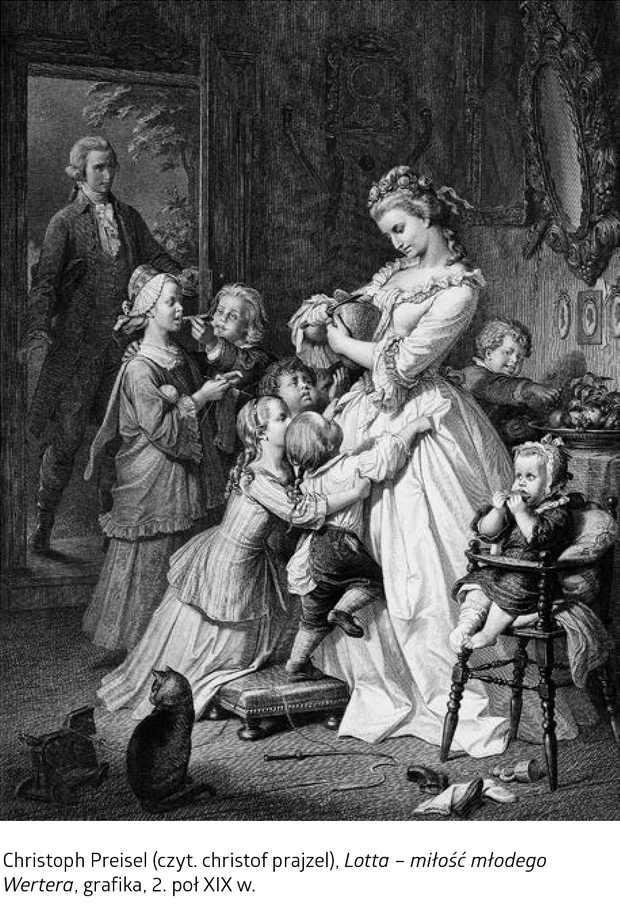 Christoph Preisel (czyt. christof prajzel), Lotta – miłość młodego
Wertera, grafika, 2. poł XIX w.